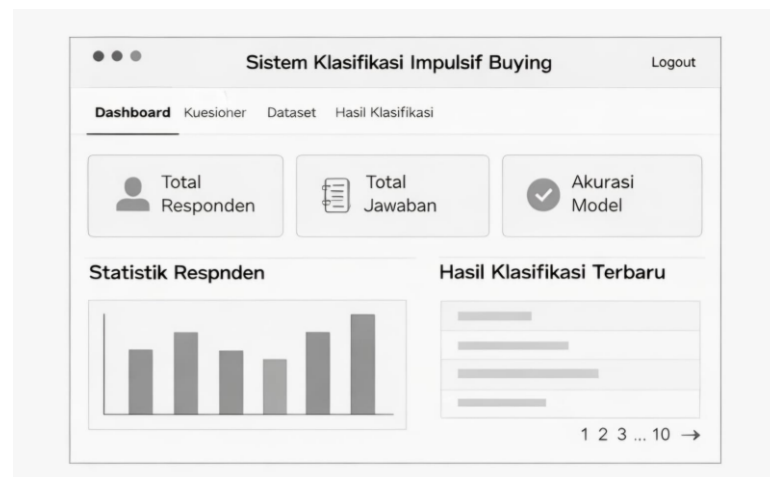 Sistem Klasifikasi Impulsif Buying
Logout
Dashboard Kuesioner Dataset Hasil Klasifikasi
Total
Responden
Total
Jawaban
Akurasi
Model
Statistik Respnden
Hasil Klasifikasi Terbaru
1 2 3 ... 10 →